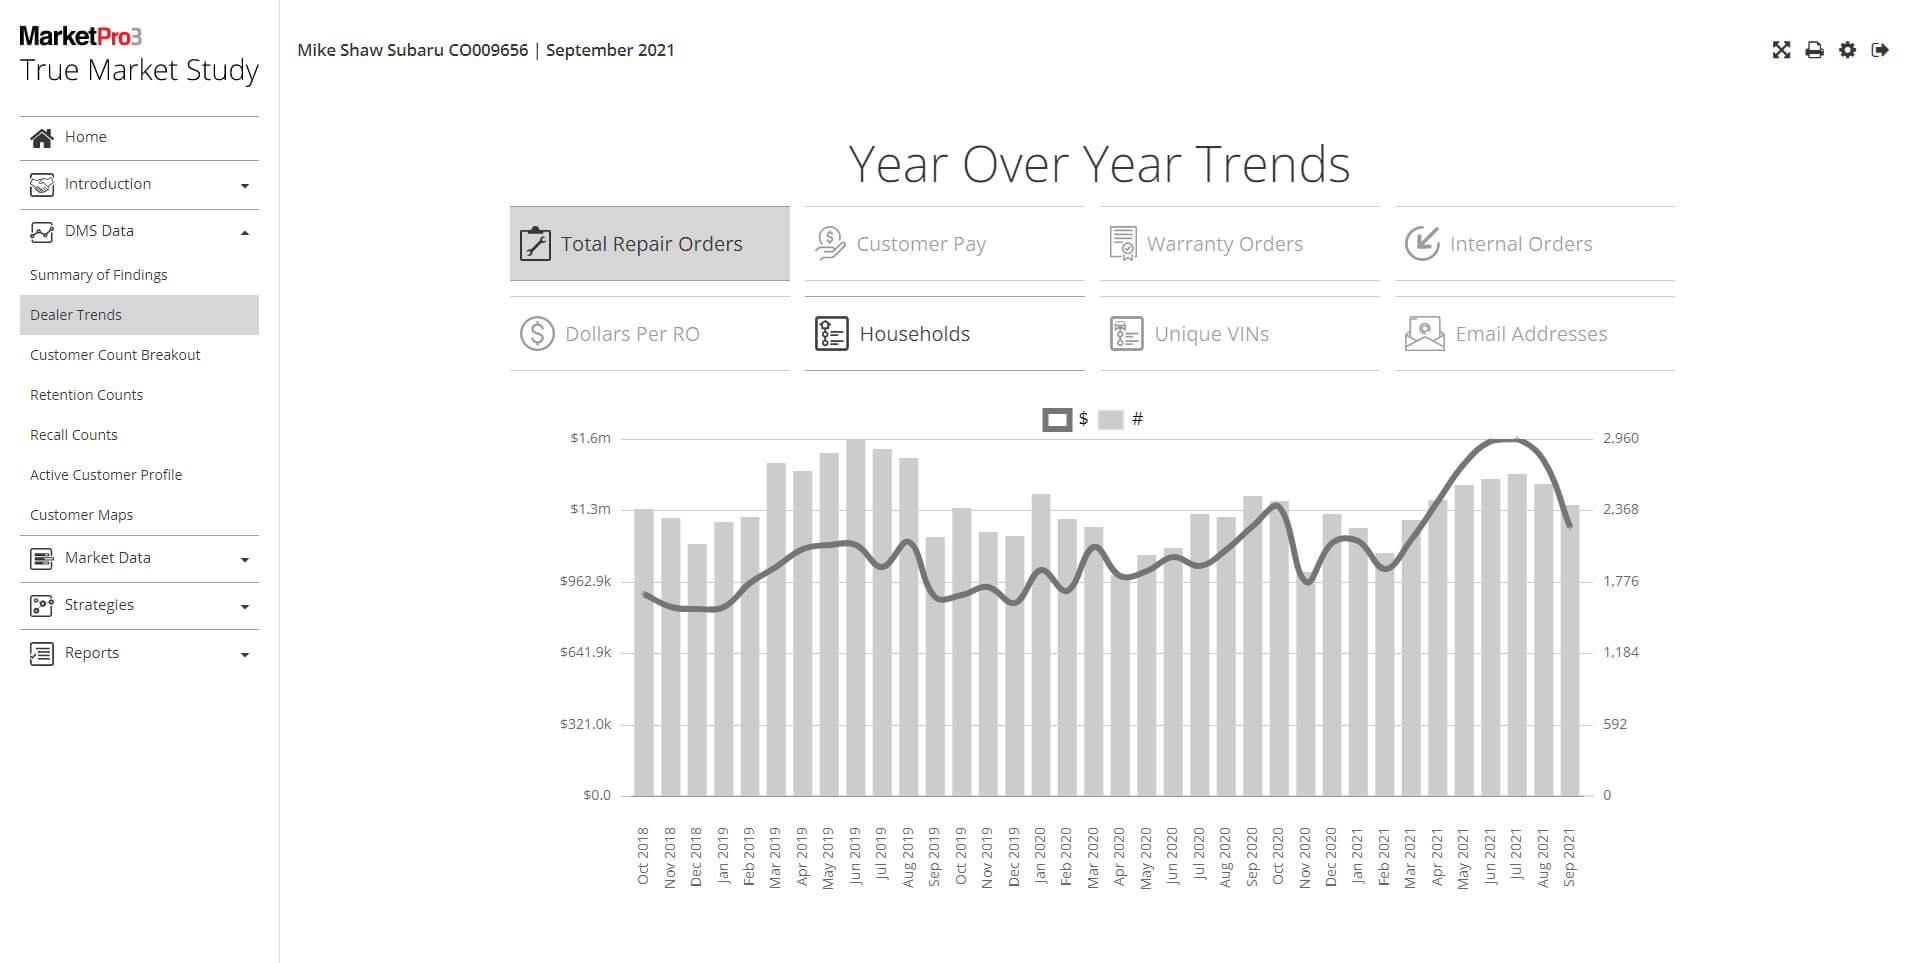 MarketPro3
True Market Study
Home
Introduction
DMS Data
Summary of Findings
Dealer Trends
Customer Count Breakout
Retention Counts
Recall Counts
Active Customer Profile
Customer Maps
Market Data
Strategies
Reports
Mike Shaw Subaru CO009656 | September 2021
Year Over Year Trends
Total Repair Orders
Customer Pay
Warranty Orders
Internal Orders
Dollars Per RO
Households
Unique VINs
Email Addresses
$ #
$1.6m
$1.3m
$962.9k
$641.9k
$321.0k
$0.0
2,960
2,368
1,776
1,184
592
0
Oct 2018
Nov 2018
Dec 2018
Jan 2019
Feb 2019
Mar 2019
Apr 2019
May 2019
Jun 2019
Jul 2019
Aug 2019
Sep 2019
Oct 2019
Nov 2019
Dec 2019
Jan 2020
Feb 2020
Mar 2020
Apr 2020
May 2020
Jun 2020
Jul 2020
Aug 2020
Sep 2020
Oct 2020
Nov 2020
Dec 2020
Jan 2021
Feb 2021
Mar 2021
Apr 2021
May 2021
Jun 2021
Jul 2021
Aug 2021
Sep 2021